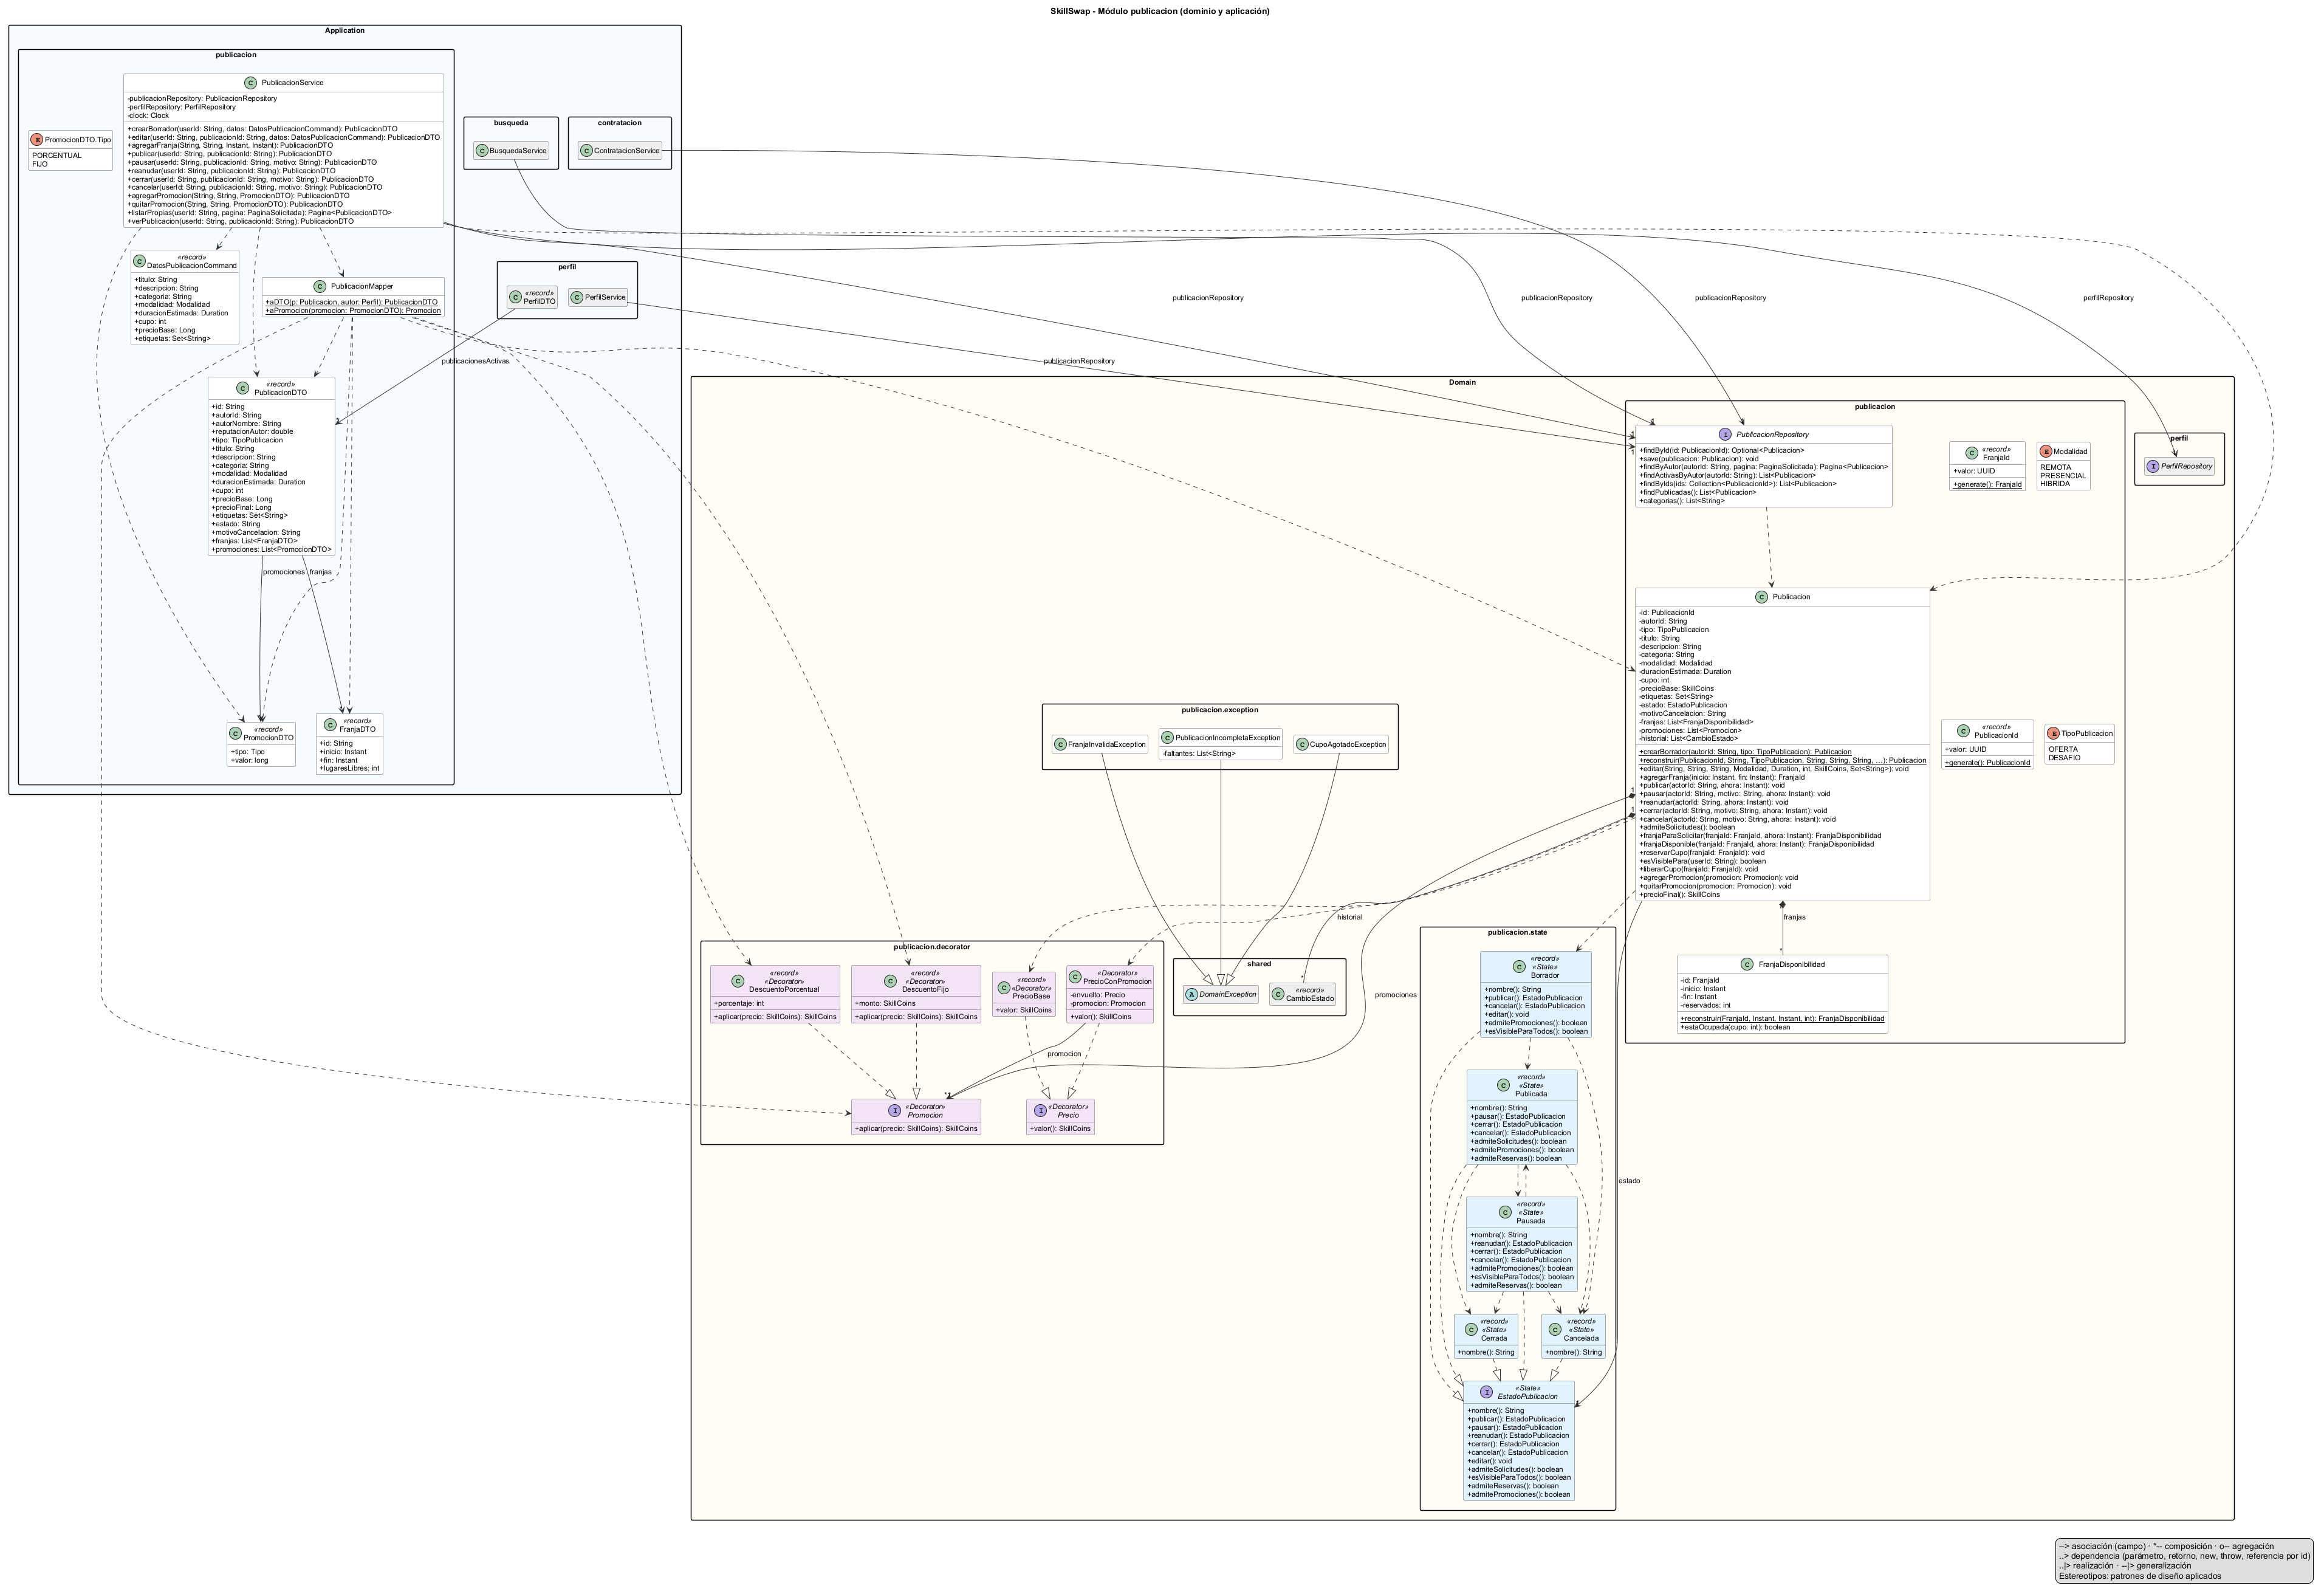 SkillSwap - Módulo publicacion (dominio y aplicación)
Application
publicacion
PublicacionService
-publicacionRepository: PublicacionRepository
-perfilRepository: PerfilRepository
-clock: Clock
+crearBorrador(userId: String, datos: DatosPublicacionCommand): PublicacionDTO
+editar(userId: String, publicacionId: String, datos: DatosPublicacionCommand): PublicacionDTO
+agregarFranja(String, String, Instant, Instant): PublicacionDTO
+publicar(userId: String, publicacionId: String): PublicacionDTO
+pausar(userId: String, publicacionId: String, motivo: String): PublicacionDTO
+reanudar(userId: String, publicacionId: String): PublicacionDTO
+cerrar(userId: String, publicacionId: String, motivo: String): PublicacionDTO
+cancelar(userId: String, publicacionId: String, motivo: String): PublicacionDTO
+agregarPromocion(String, String, PromocionDTO): PublicacionDTO
+quitarPromocion(String, String, PromocionDTO): PublicacionDTO
+listarPropias(userId: String, pagina: PaginaSolicitada): Pagina<PublicacionDTO>
+verPublicacion(userId: String, publicacionId: String): PublicacionDTO
E PromocionDTO.Tipo
PORCENTUAL
FIJO
«record»
DatosPublicacionCommand
+titulo: String
+descripcion: String
+categoria: String
+modalidad: Modalidad
+duracionEstimada: Duration
+cupo: int
+precioBase: Long
+etiquetas: Set<String>
PublicacionMapper
+aDTO(p: Publicacion, autor: Perfil): PublicacionDTO
+aPromocion(promocion: PromocionDTO): Promocion
«record»
PublicacionDTO
+id: String
+autorId: String
+autorNombre: String
+reputacionAutor: double
+tipo: TipoPublicacion
+titulo: String
+descripcion: String
+categoria: String
+modalidad: Modalidad
+duracionEstimada: Duration
+cupo: int
+precioBase: Long
+precioFinal: Long
+etiquetas: Set<String>
+estado: String
+motivoCancelacion: String
+franjas: List<FranjaDTO>
+promociones: List<PromocionDTO>
promociones
franjas
«record»
PromocionDTO
+tipo: Tipo
+valor: long
«record»
FranjaDTO
+id: String
+inicio: Instant
+fin: Instant
+lugaresLibres: int
busqueda
BusquedaService
contratacion
ContratacionService
perfil
«record»
PerfilDTO
PerfilService
publicacionesActivas
publicacionRepository
publicacionRepository
publicacionRepository
publicacionRepository
perfilRepository
Domain
publicacion
PublicacionRepository
+findById(id: PublicacionId): Optional<Publicacion>
+save(publicacion: Publicacion): void
+findByAutor(autorId: String, pagina: PaginaSolicitada): Pagina<Publicacion>
+findActivasByAutor(autorId: String): List<Publicacion>
+findByIds(ids: Collection<PublicacionId>): List<Publicacion>
+findPublicadas(): List<Publicacion>
+categorias(): List<String>
«record»
FranjaId
+valor: UUID
+generate(): FranjaId
Modalidad
REMOTA
PRESENCIAL
HIBRIDA
perfil
PerfilRepository
Publicacion
-id: PublicacionId
-autorId: String
-tipo: TipoPublicacion
-titulo: String
-descripcion: String
-categoria: String
-modalidad: Modalidad
-duracionEstimada: Duration
-cupo: int
-precioBase: SkillCoins
-etiquetas: Set<String>
-estado: EstadoPublicacion
-motivoCancelacion: String
-franjas: List<FranjaDisponibilidad>
-promociones: List<Promocion>
-historial: List<CambioEstado>
+crearBorrador(autorId: String, tipo: TipoPublicacion): Publicacion
+reconstruir(PublicacionId, String, TipoPublicacion, String, String, String, …): Publicacion
+editar(String, String, String, Modalidad, Duration, int, SkillCoins, Set<String>): void
+agregarFranja(inicio: Instant, fin: Instant): FranjaId
+publicar(actorId: String, ahora: Instant): void
+pausar(actorId: String, motivo: String, ahora: Instant): void
+reanudar(actorId: String, ahora: Instant): void
+cerrar(actorId: String, motivo: String, ahora: Instant): void
+cancelar(actorId: String, motivo: String, ahora: Instant): void
+admiteSolicitudes(): boolean
+franjaParaSolicitar(franjaId: FranjaId, ahora: Instant): FranjaDisponibilidad
+franjaDisponible(franjaId: FranjaId, ahora: Instant): FranjaDisponibilidad
+reservarCupo(franjaId: FranjaId): void
+esVisiblePara(userId: String): boolean
+liberarCupo(franjaId: FranjaId): void
+agregarPromocion(promocion: Promocion): void
+quitarPromocion(promocion: Promocion): void
+precioFinal(): SkillCoins
«record»
PublicacionId
+valor: UUID
+generate(): PublicacionId
TipoPublicacion
OFERTA
DESAFIO
franjas
FranjaDisponibilidad
-id: FranjaId
-inicio: Instant
-fin: Instant
-reservados: int
+reconstruir(FranjaId, Instant, Instant, int): FranjaDisponibilidad
+estaOcupada(cupo: int): boolean
publicacion.exception
FranjaInvalidaException
PublicacionIncompletaException
-faltantes: List<String>
CupoAgotadoException
historial
promociones
estado
publicacion.decorator
«record»
«Decorator»
DescuentoPorcentual
+porcentaje: int
+aplicar(precio: SkillCoins): SkillCoins
«record»
«Decorator»
DescuentoFijo
+monto: SkillCoins
+aplicar(precio: SkillCoins): SkillCoins
«record»
«Decorator»
PrecioBase
+valor: SkillCoins
«Decorator»
PrecioConPromocion
-envuelto: Precio
-promocion: Promocion
+valor(): SkillCoins
promocion
«Decorator»
Promocion
+aplicar(precio: SkillCoins): SkillCoins
«Decorator»
Precio
+valor(): SkillCoins
shared
DomainException
«record»
CambioEstado
publicacion.state
«record»
«State»
Borrador
+nombre(): String
+publicar(): EstadoPublicacion
+cancelar(): EstadoPublicacion
+editar(): void
+admitePromociones(): boolean
+esVisibleParaTodos(): boolean
«record»
«State»
Publicada
+nombre(): String
+pausar(): EstadoPublicacion
+cerrar(): EstadoPublicacion
+cancelar(): EstadoPublicacion
+admiteSolicitudes(): boolean
+admitePromociones(): boolean
+admiteReservas(): boolean
«record»
«State»
Pausada
+nombre(): String
+reanudar(): EstadoPublicacion
+cerrar(): EstadoPublicacion
+cancelar(): EstadoPublicacion
+admitePromociones(): boolean
+esVisibleParaTodos(): boolean
+admiteReservas(): boolean
«record»
«State»
Cerrada
+nombre(): String
«record»
«State»
Cancelada
+nombre(): String
«State»
EstadoPublicacion
+nombre(): String
+publicar(): EstadoPublicacion
+pausar(): EstadoPublicacion
+reanudar(): EstadoPublicacion
+cerrar(): EstadoPublicacion
+cancelar(): EstadoPublicacion
+editar(): void
+admiteSolicitudes(): boolean
+esVisibleParaTodos(): boolean
+admiteReservas(): boolean
+admitePromociones(): boolean
--> asociación (campo) · *-- composición · o-- agregación
..> dependencia (parámetro, retorno, new, throw, referencia por id)
..|> realización · --|> generalización
Estereotipos: patrones de diseño aplicados